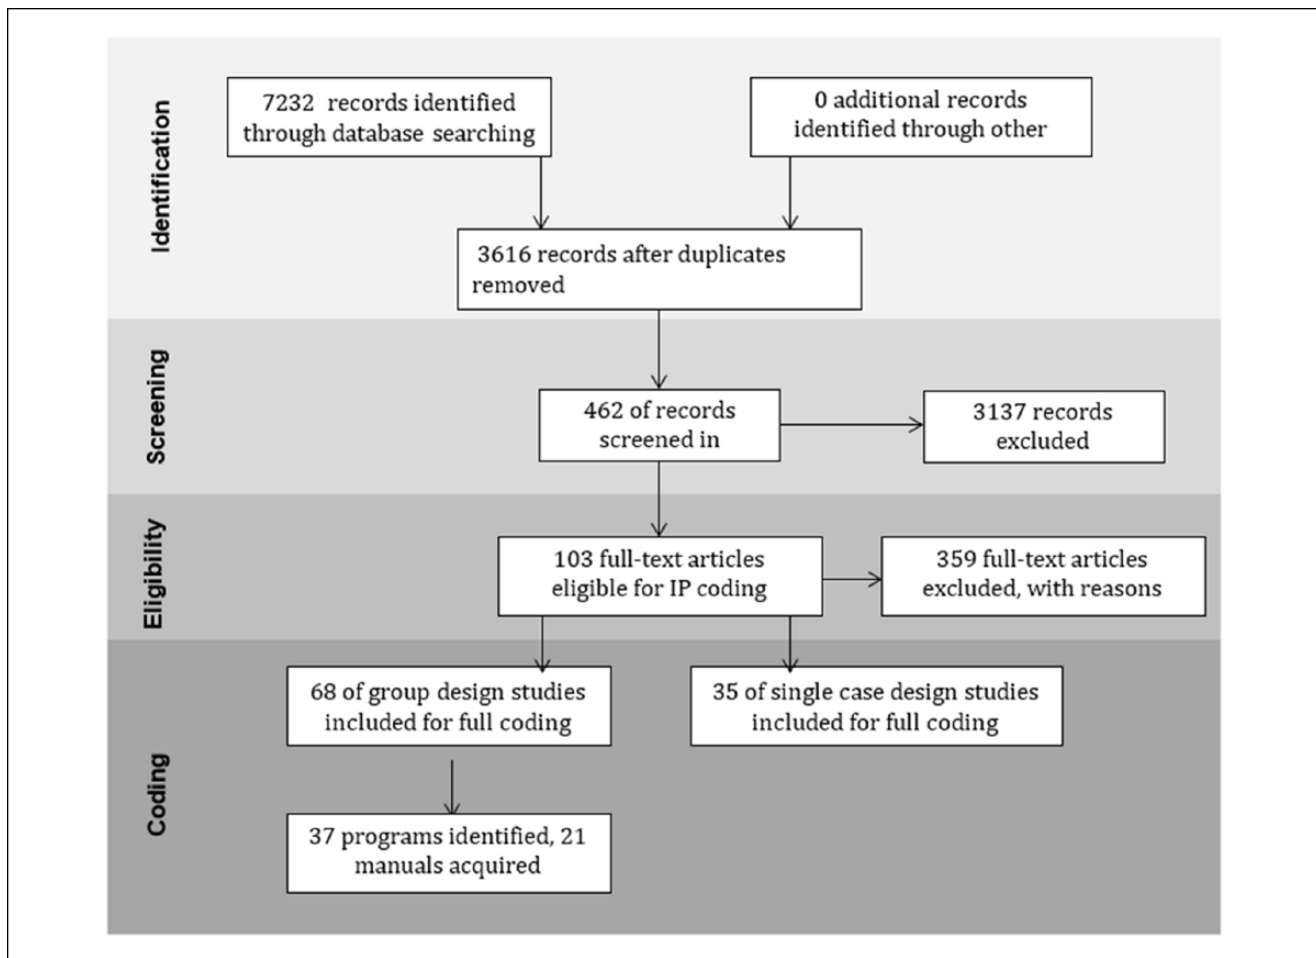 Identification
7232 records identified
through database searching
0 additional records
identified through other
3616 records after duplicates
removed
Screening
462 of records
screened in
3137 records
excluded
Eligibility
103 full-text articles
eligible for IP coding
359 full-text articles
excluded, with reasons
Coding
68 of group design studies
included for full coding
35 of single case design studies
included for full coding
37 programs identified, 21
manuals acquired